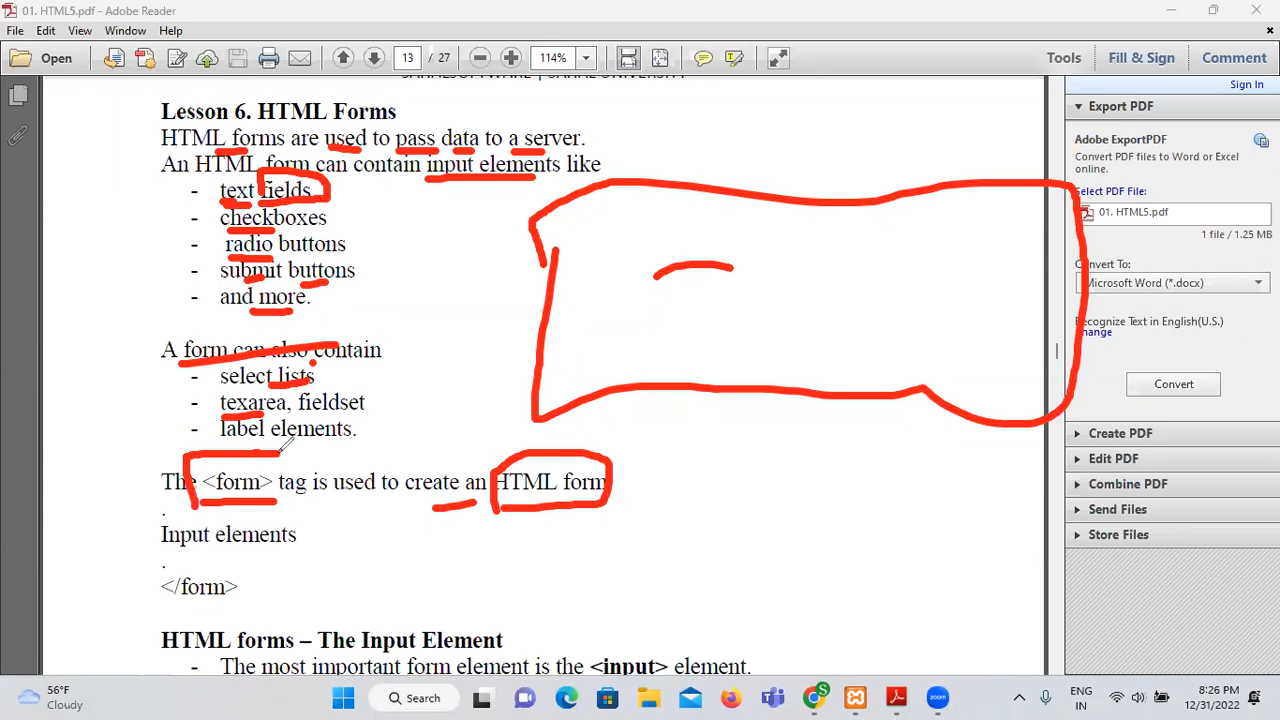 01. HTML5.pdf - Adobe Reader
File Edit View Window Help
Open 13 / 27 114% Tools Fill & Sign Comment
Sign In
Lesson 6. HTML Forms
HTML forms are used to pass data to a server.
An HTML form can contain input elements like
- text fields
- checkboxes
- radio buttons
- submit buttons
- and more.
A form can also contain
- select lists
- texarea, fieldset
- label elements.
The <form> tag is used to create an HTML form
.
Input elements
.
</form>
HTML forms – The Input Element
- The most important form element is the <input> element.
Export PDF
Adobe ExportPDF
Convert PDF files to Word or Excel
online.
Select PDF File:
01. HTML5.pdf
1 file / 1.25 MB
Convert To:
Microsoft Word (*.docx)
Recognize Text in English(U.S.)
Change
Convert
Create PDF
Edit PDF
Combine PDF
Send Files
Store Files
56°F
Cloudy
Search
ENG
IN
8:26 PM
12/31/2022